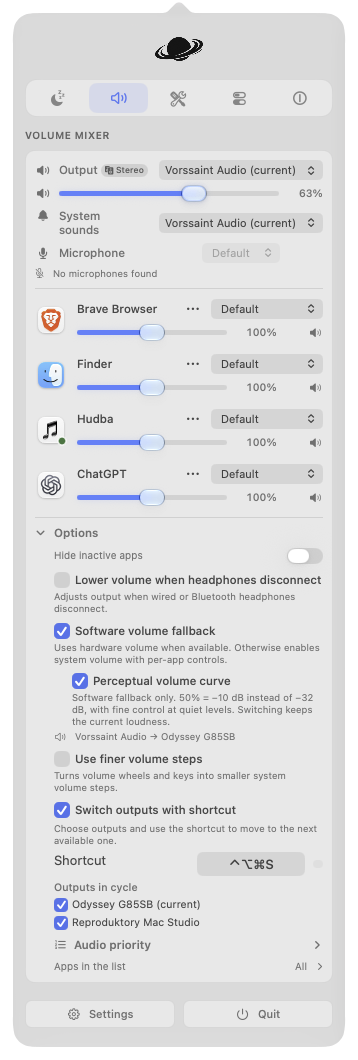 VOLUME MIXER
Output Stereo Vorssaint Audio (current)
63%
System sounds Vorssaint Audio (current)
Microphone Default
No microphones found
Brave Browser ••• Default
100%
Finder ••• Default
100%
Hudba ••• Default
100%
ChatGPT ••• Default
100%
Options
Hide inactive apps
Lower volume when headphones disconnect
Adjusts output when wired or Bluetooth headphones
disconnect.
Software volume fallback
Uses hardware volume when available. Otherwise enables
system volume with per-app controls.
Perceptual volume curve
Software fallback only. 50% = −10 dB instead of −32
dB, with fine control at quiet levels. Switching keeps
the current loudness.
Vorssaint Audio → Odyssey G85SB
Use finer volume steps
Turns volume wheels and keys into smaller system
volume steps.
Switch outputs with shortcut
Choose outputs and use the shortcut to move to the next
available one.
Shortcut ⌃⌥⌘S
Outputs in cycle
Odyssey G85SB (current)
Reproduktory Mac Studio
Audio priority
Apps in the list All
Settings Quit